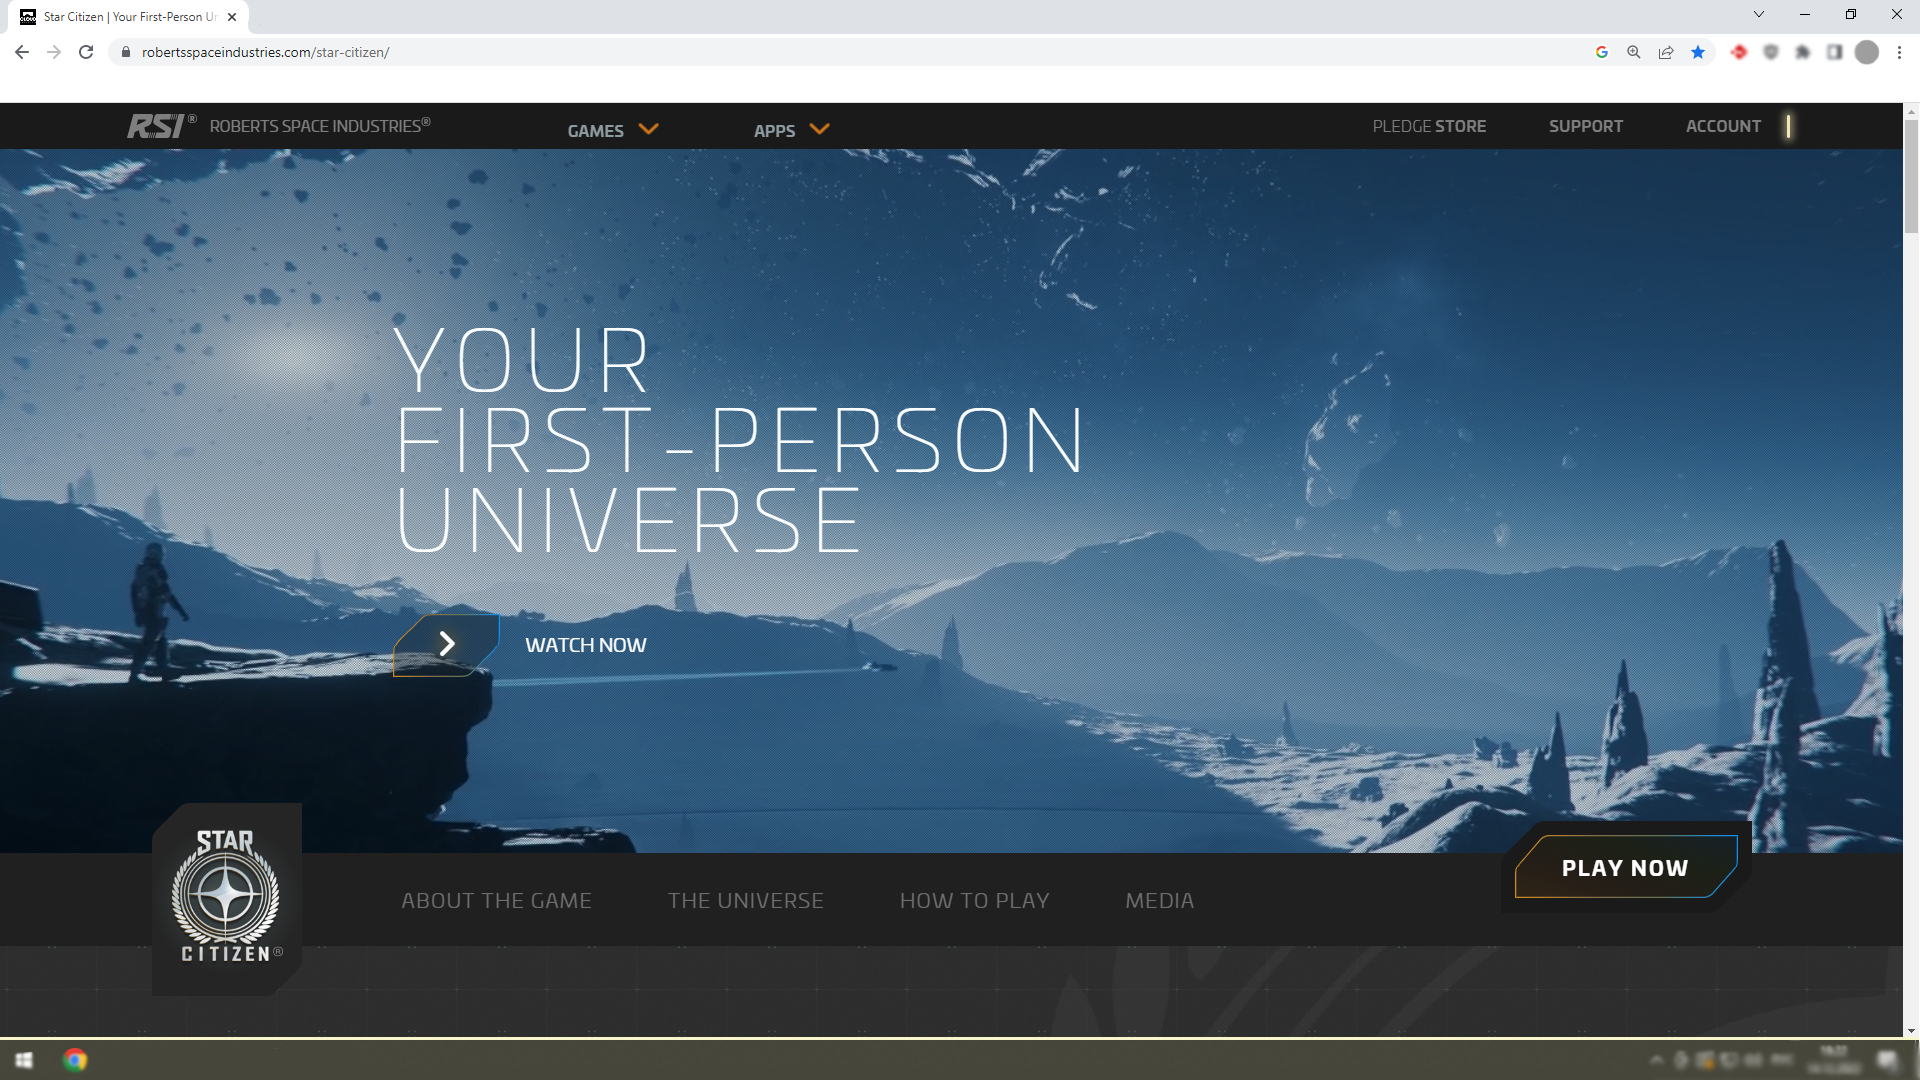 Star Citizen | Your First-Person Un
robertsspaceindustries.com/star-citizen/
RSI® ROBERTS SPACE INDUSTRIES® GAMES APPS PLEDGE STORE SUPPORT ACCOUNT
YOUR
FIRST-PERSON
UNIVERSE
WATCH NOW
STAR
CITIZEN®
ABOUT THE GAME THE UNIVERSE HOW TO PLAY MEDIA
PLAY NOW